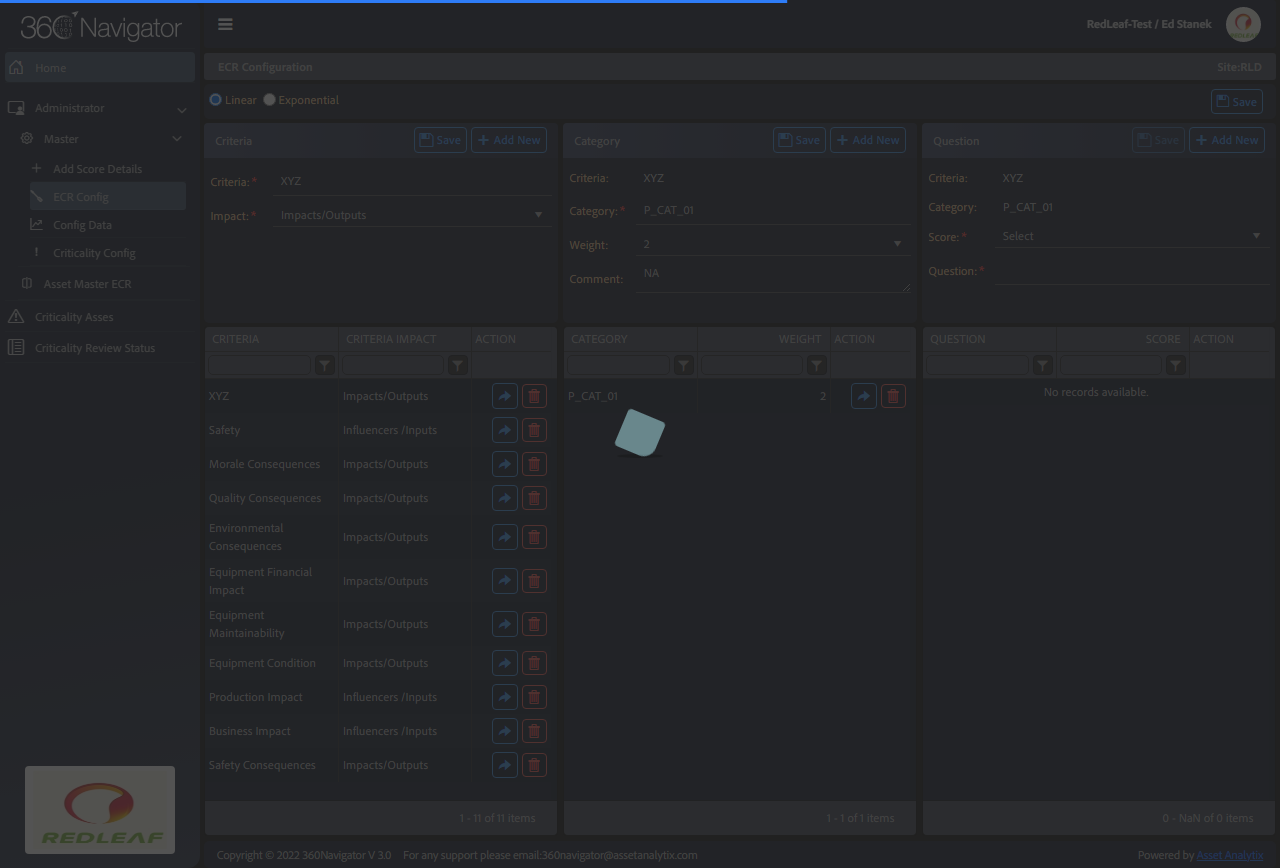 360 Navigator
RedLeaf-Test / Ed Stanek
Home
Administrator
Master
Add Score Details
ECR Config
Config Data
Criticality Config
Asset Master ECR
Criticality Asses
Criticality Review Status
REDLEAF
ECR Configuration Site:RLD
Linear Exponential Save
Criteria Save Add New
Criteria:* XYZ
Impact:* Impacts/Outputs
Category Save Add New
Criteria: XYZ
Category:* P_CAT_01
Weight: 2
Comment: NA
Question Save Add New
Criteria: XYZ
Category: P_CAT_01
Score:* Select
Question:*
CRITERIA CRITERIA IMPACT ACTION
XYZ Impacts/Outputs
Safety Influencers /Inputs
Morale Consequences Impacts/Outputs
Quality Consequences Impacts/Outputs
Environmental
Consequences Impacts/Outputs
Equipment Financial
Impact Impacts/Outputs
Equipment
Maintainability Impacts/Outputs
Equipment Condition Impacts/Outputs
Production Impact Influencers /Inputs
Business Impact Influencers /Inputs
Safety Consequences Impacts/Outputs
1 - 11 of 11 items
CATEGORY WEIGHT ACTION
P_CAT_01 2
1 - 1 of 1 items
QUESTION SCORE ACTION
No records available.
0 - NaN of 0 items
Copyright © 2022 360Navigator V 3.0 For any support please email:360navigator@assetanalytix.com
Powered by Asset Analytix